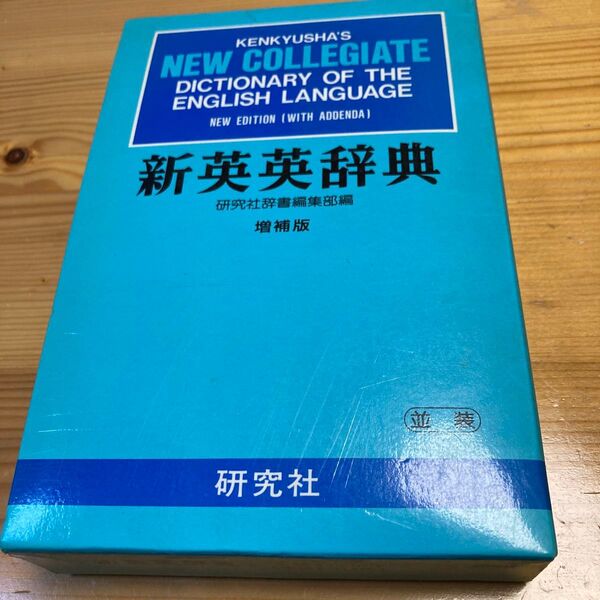 KENKYUSHA'S
NEW COLLEGIATE
DICTIONARY OF THE
ENGLISH LANGUAGE
NEW EDITION (WITH ADDENDA)
新英英辞典
研究社辞書編集部編
増補版
並装
研究社